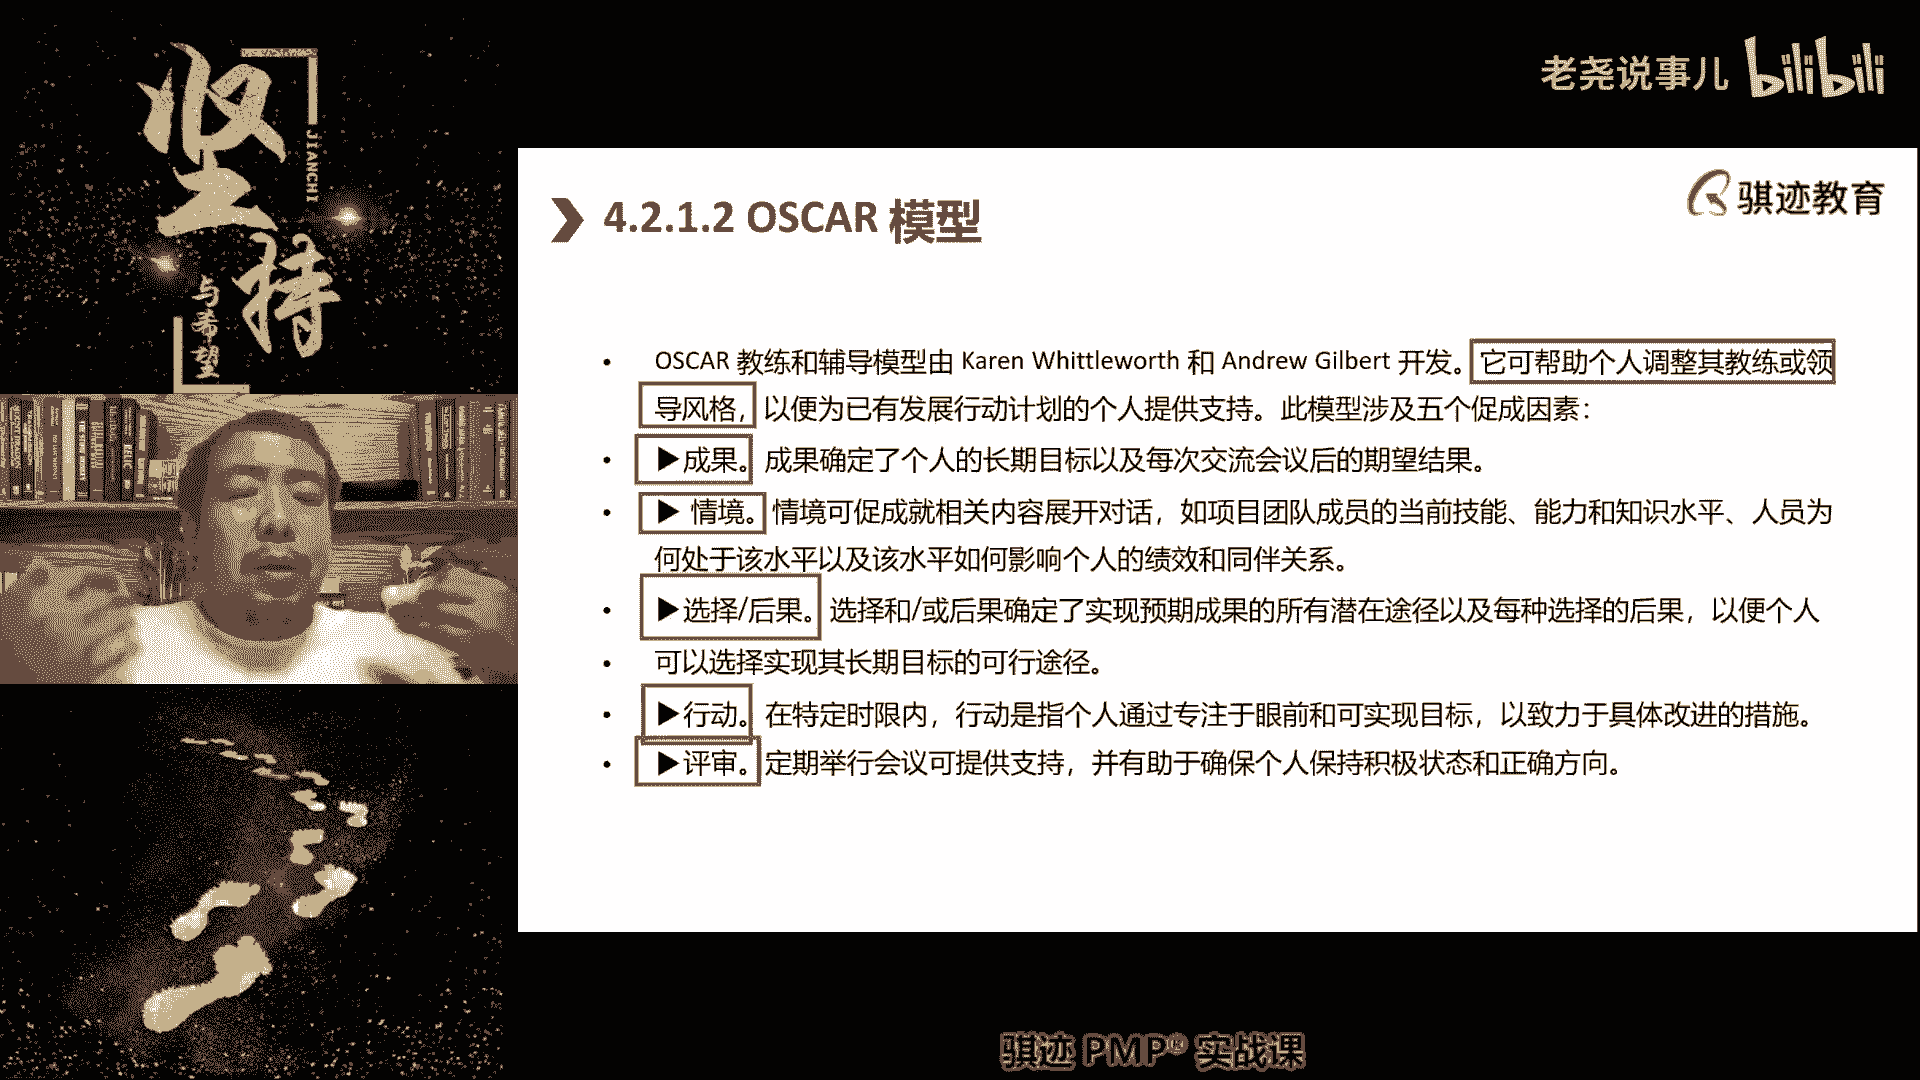 坚持
JIANCHI
与希望
老尧说事儿 bilibili
骐迹教育
4.2.1.2 OSCAR 模型
• OSCAR 教练和辅导模型由 Karen Whittleworth 和 Andrew Gilbert 开发。它可帮助个人调整其教练或领
导风格，以便为已有发展行动计划的个人提供支持。此模型涉及五个促成因素：
• ▶成果。成果确定了个人的长期目标以及每次交流会议后的期望结果。
• ▶ 情境。情境可促成就相关内容展开对话，如项目团队成员的当前技能、能力和知识水平、人员为
何处于该水平以及该水平如何影响个人的绩效和同伴关系。
• ▶选择/后果。选择和/或后果确定了实现预期成果的所有潜在途径以及每种选择的后果，以便个人
• 可以选择实现其长期目标的可行途径。
• ▶行动。在特定时限内，行动是指个人通过专注于眼前和可实现目标，以致力于具体改进的措施。
• ▶评审。定期举行会议可提供支持，并有助于确保个人保持积极状态和正确方向。
骐迹 PMP® 实战课